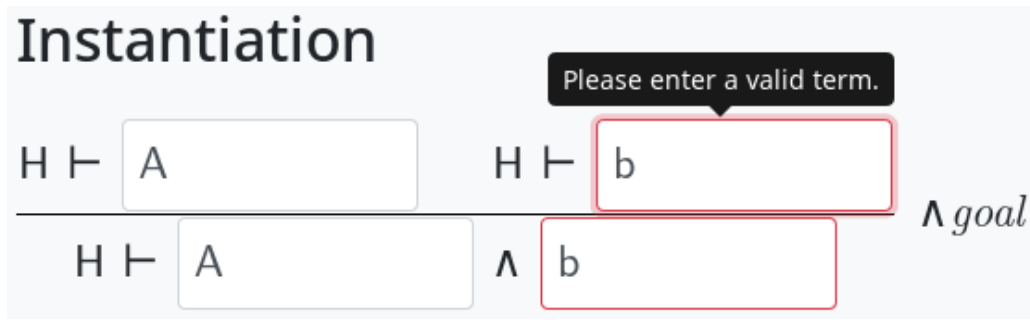 Instantiation
Please enter a valid term.
H ⊢ A H ⊢ b
∧ goal
H ⊢ A ∧ b